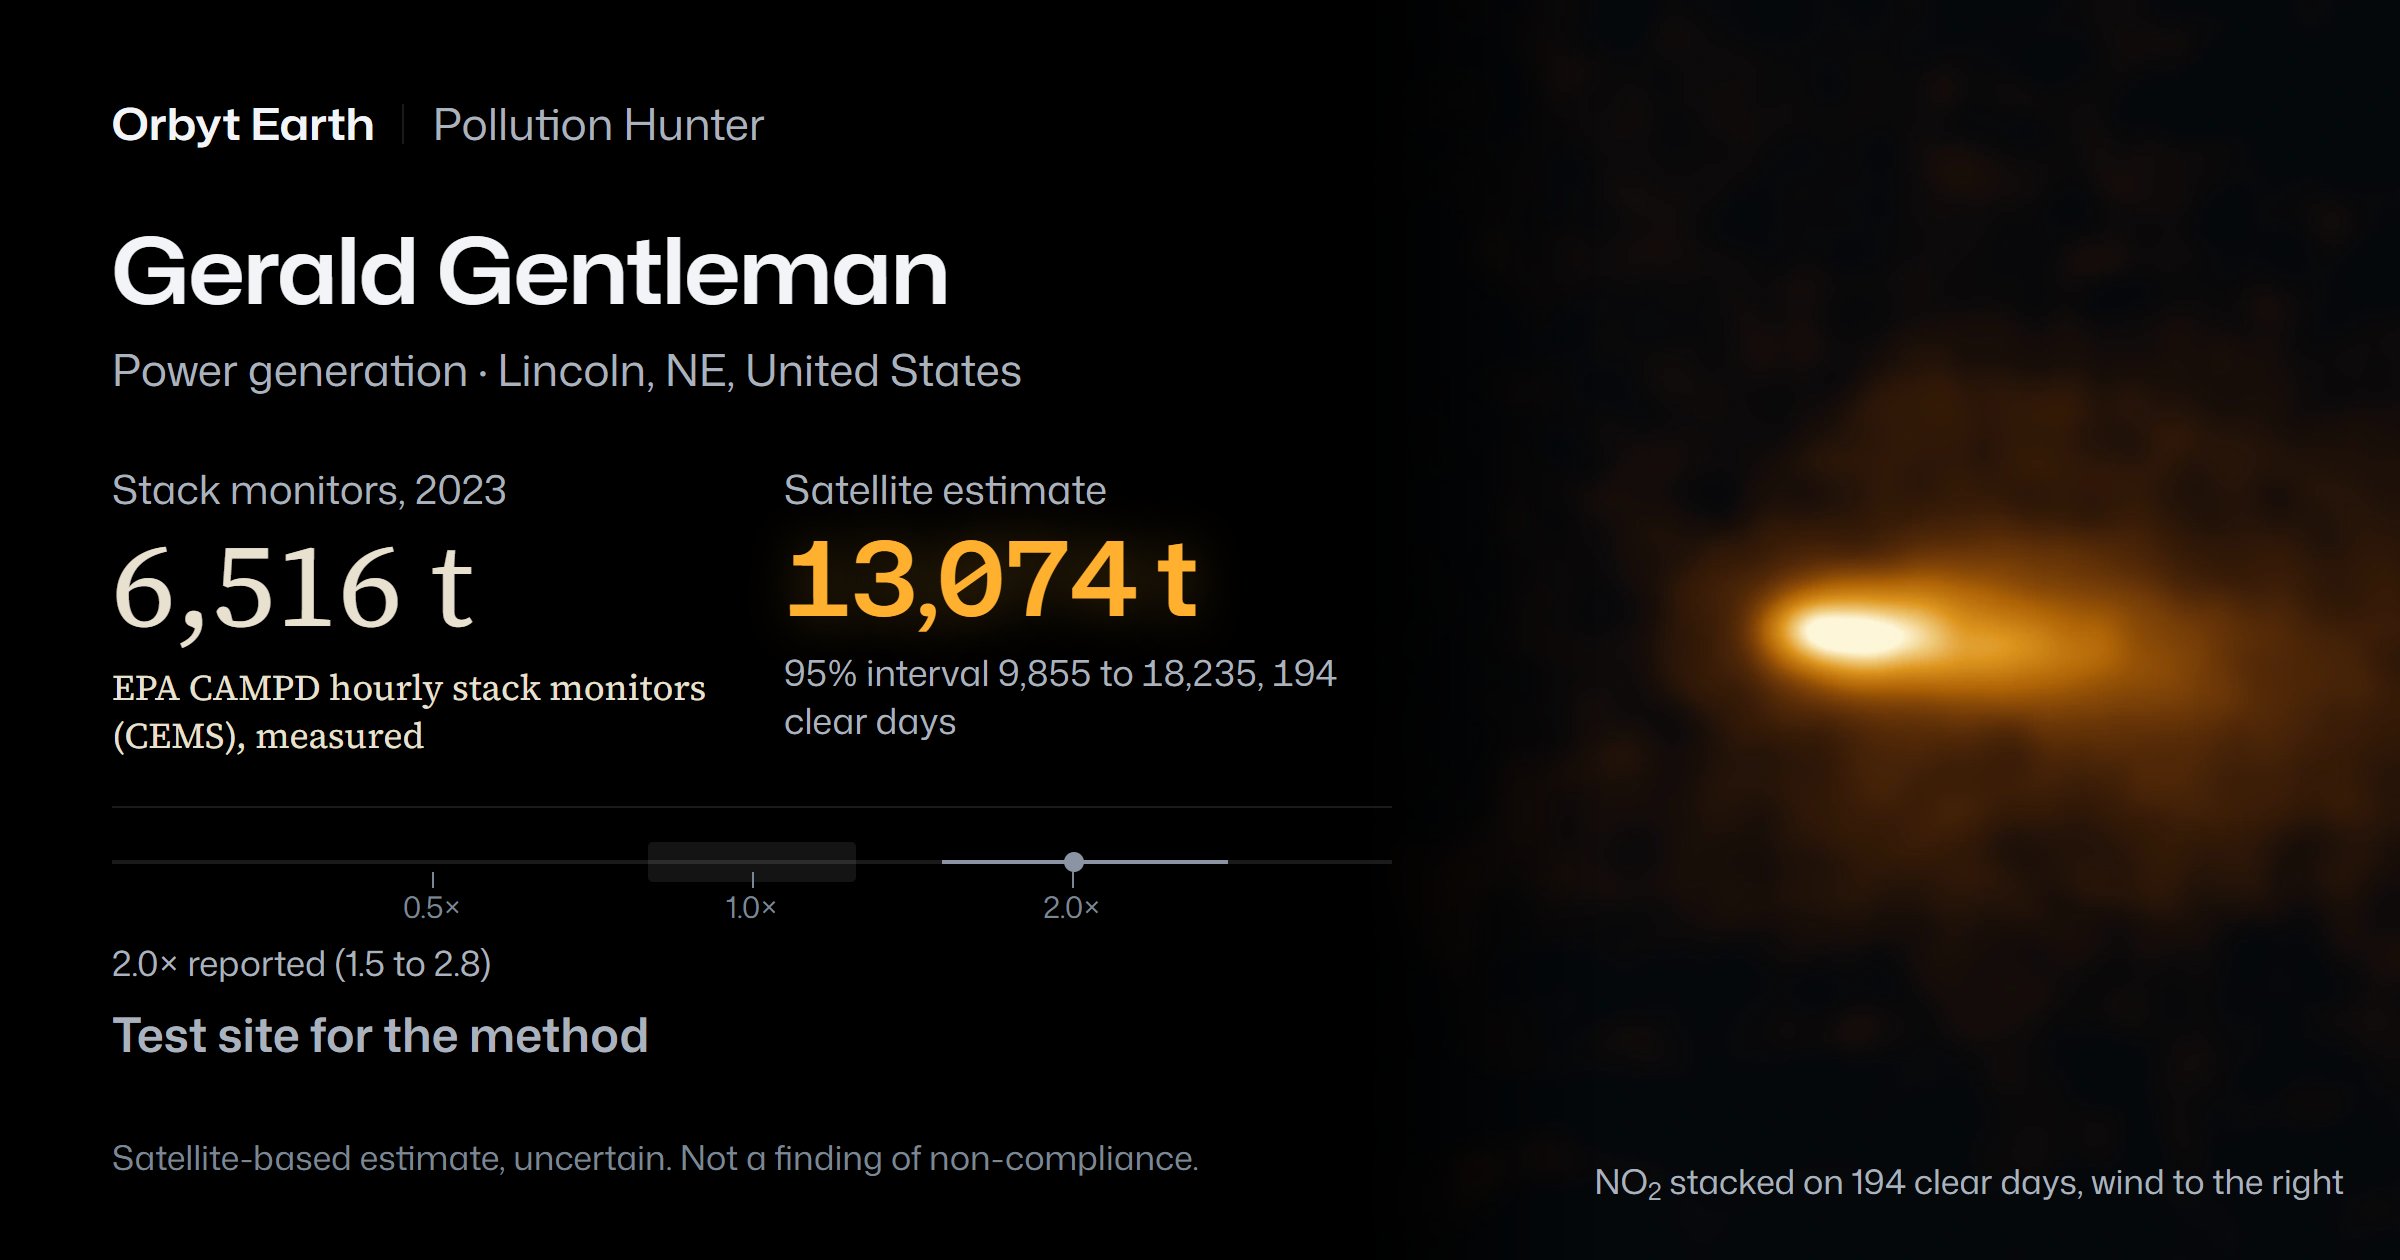 Orbyt Earth | Pollution Hunter
Gerald Gentleman
Power generation · Lincoln, NE, United States
Stack monitors, 2023
6,516 t
EPA CAMPD hourly stack monitors
(CEMS), measured
Satellite estimate
13,074 t
95% interval 9,855 to 18,235, 194
clear days
0.5× 1.0× 2.0×
2.0× reported (1.5 to 2.8)
Test site for the method
Satellite-based estimate, uncertain. Not a finding of non-compliance.
NO₂ stacked on 194 clear days, wind to the right